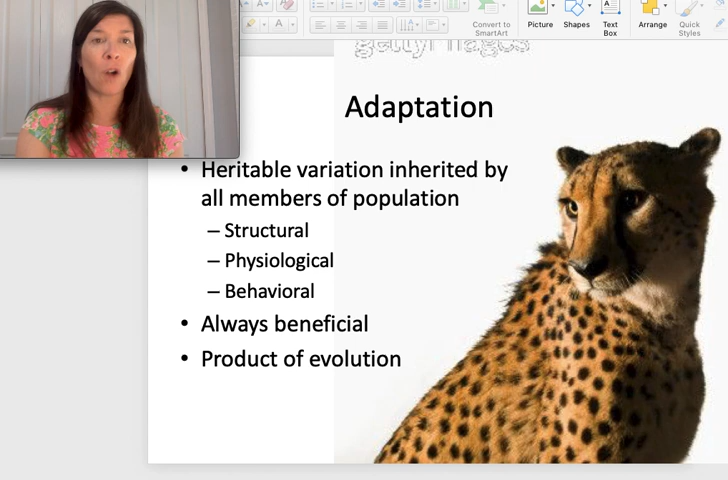 Convert to
SmartArt
Picture
Shapes
Text
Box
Arrange
Quick
Styles
A
gettyimages
Adaptation
• Heritable variation inherited by
all members of population
– Structural
– Physiological
– Behavioral
• Always beneficial
• Product of evolution